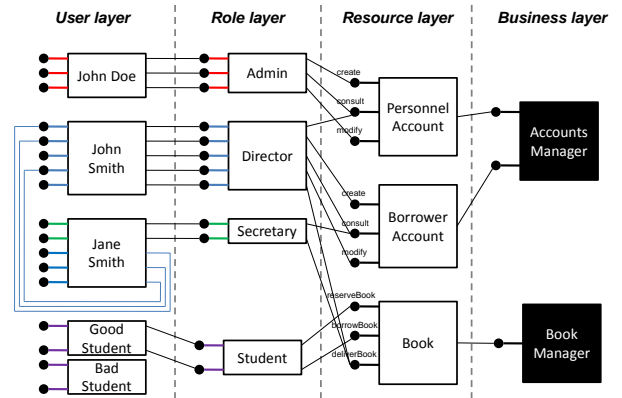 User layer
Role layer
Resource layer
Business layer
John Doe
Admin
create
consult
modify
Personnel
Account
Accounts
Manager
John
Smith
Director
create
consult
modify
Borrower
Account
Jane
Smith
Secretary
reserveBook
borrowBook
deliverBook
Book
Book
Manager
Good
Student
Bad
Student
Student